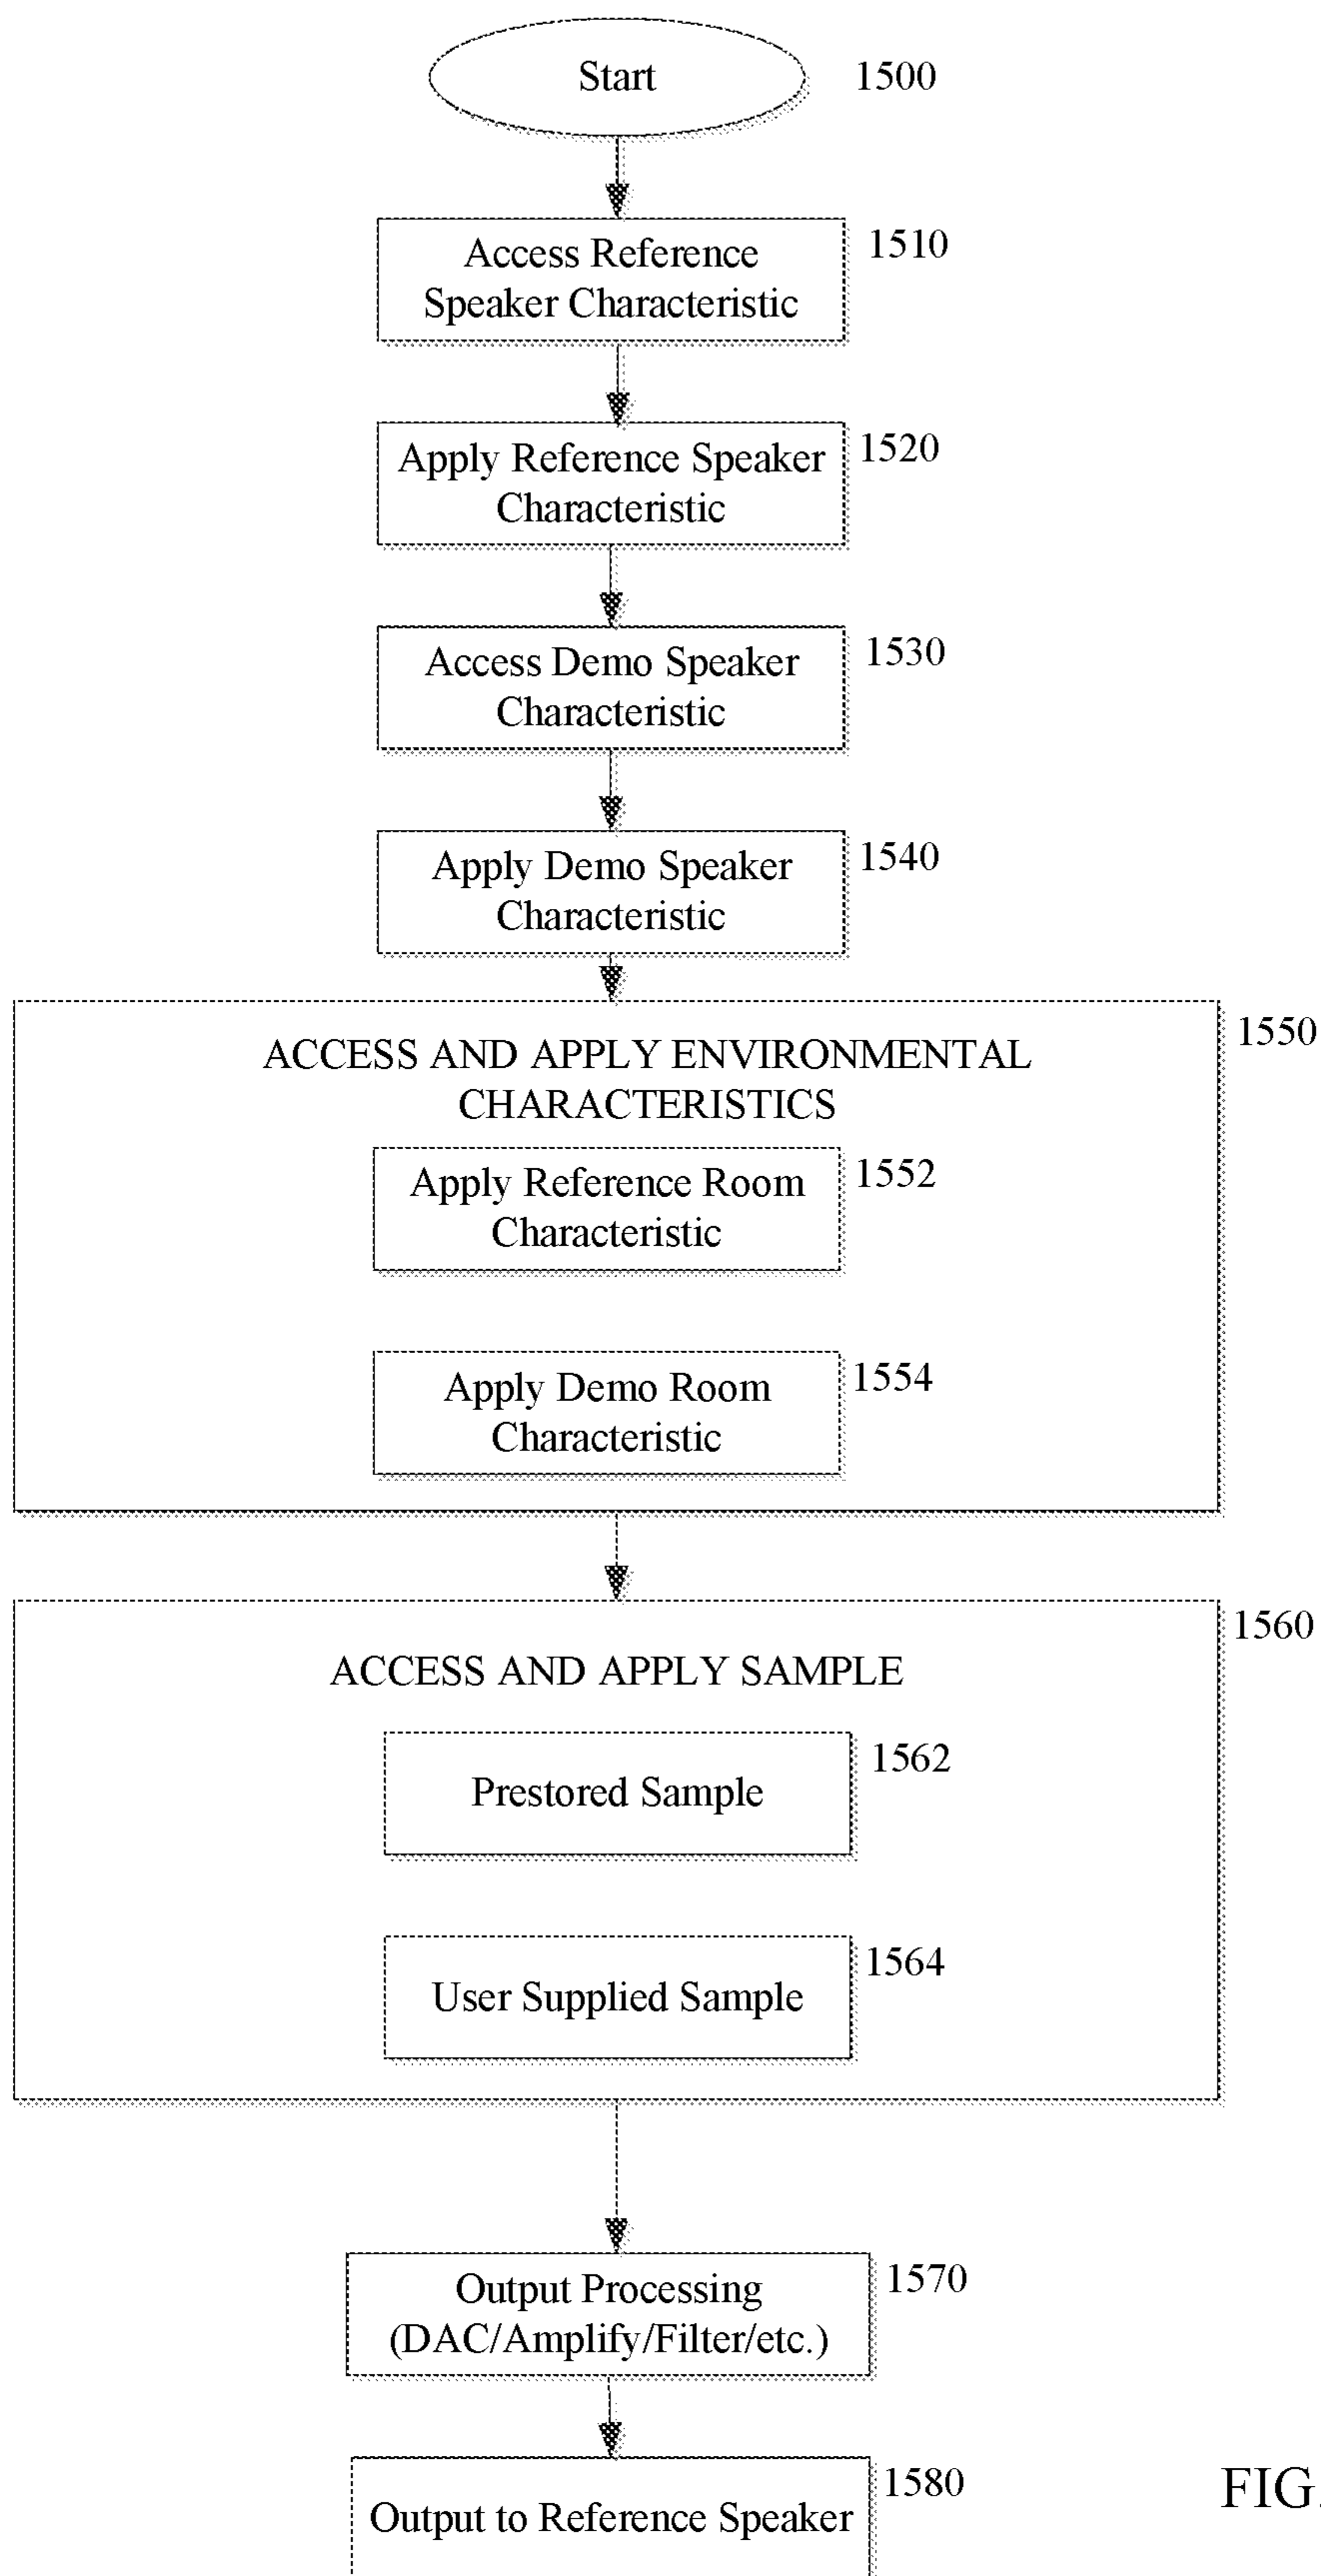 Start
1500
Access Reference
Speaker Characteristic
1510
Apply Reference Speaker
Characteristic
1520
Access Demo Speaker
Characteristic
1530
Apply Demo Speaker
Characteristic
1540
ACCESS AND APPLY ENVIRONMENTAL
CHARACTERISTICS
1550
Apply Reference Room
Characteristic
1552
Apply Demo Room
Characteristic
1554
ACCESS AND APPLY SAMPLE
1560
Prestored Sample
1562
User Supplied Sample
1564
Output Processing
(DAC/Amplify/Filter/etc.)
1570
Output to Reference Speaker
1580
FIG.